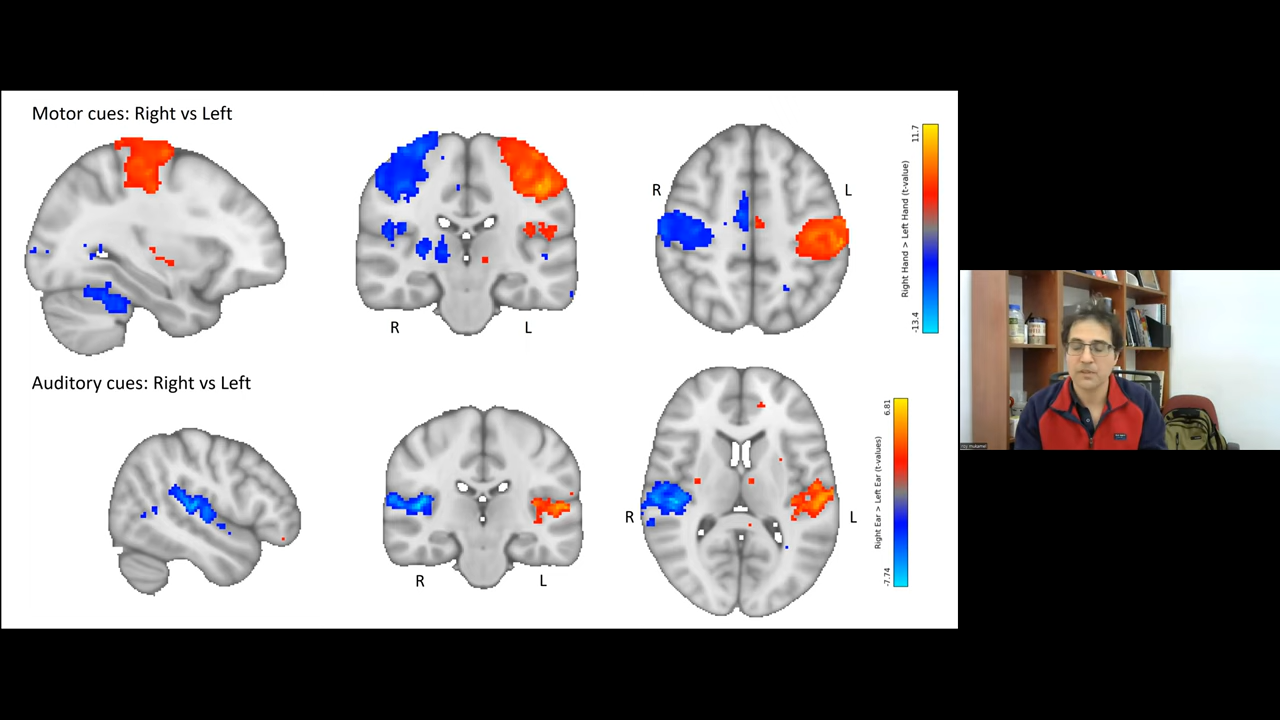 Motor cues: Right vs Left
R
L
R
L
11.7
Right Hand > Left Hand (t-value)
-13.4
Auditory cues: Right vs Left
R
L
R
L
6.81
Right Ear > Left Ear (t-values)
-7.74